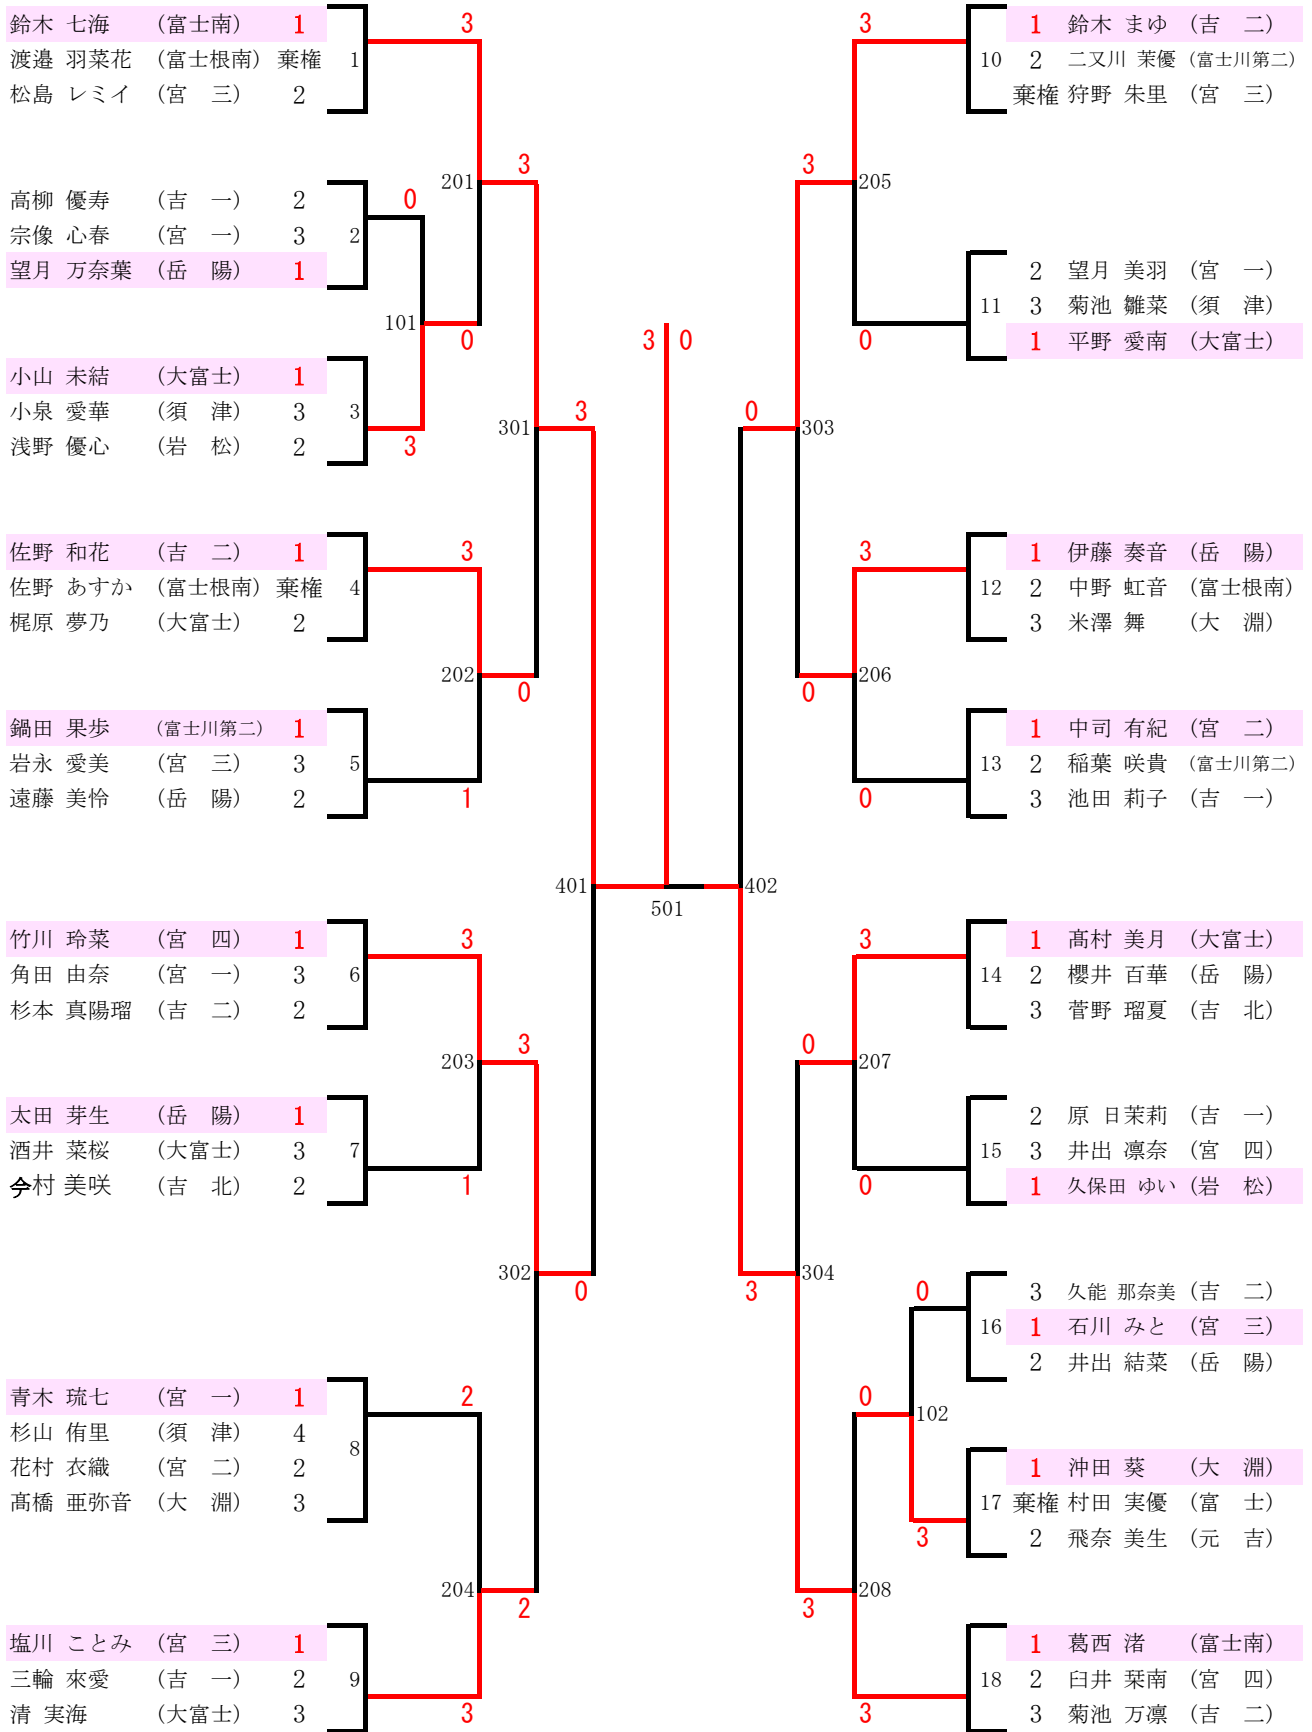 鈴木 七海 (富士南) 1
渡邉 羽菜花 (富士根南) 棄権
松島 レミイ (宮 三) 2
1
3
高柳 優寿 (吉 一) 2
宗像 心春 (宮 一) 3
望月 万奈葉 (岳 陽) 1
2
0
201
3
101
0
小山 未結 (大富士) 1
小泉 愛華 (須 津) 3
浅野 優心 (岩 松) 2
3
3
301
3
佐野 和花 (吉 二) 1
佐野 あすか (富士根南) 棄権
梶原 夢乃 (大富士) 2
4
3
202
0
鍋田 果歩 (富士川第二) 1
岩永 愛美 (宮 三) 3
遠藤 美怜 (岳 陽) 2
5
1
401
竹川 玲菜 (宮 四) 1
角田 由奈 (宮 一) 3
杉本 真陽瑠 (吉 二) 2
6
3
203
3
太田 芽生 (岳 陽) 1
酒井 菜桜 (大富士) 3
今村 美咲 (吉 北) 2
7
1
302
0
青木 琉七 (宮 一) 1
杉山 侑里 (須 津) 4
花村 衣織 (宮 二) 2
髙橋 亜弥音 (大 淵) 3
8
2
204
2
塩川 ことみ (宮 三) 1
三輪 來愛 (吉 一) 2
清 実海 (大富士) 3
9
3
3 0
501
1 鈴木 まゆ (吉 二)
2 二又川 茉優 (富士川第二)
棄権 狩野 朱里 (宮 三)
10
3
3
205
2 望月 美羽 (宮 一)
3 菊池 雛菜 (須 津)
1 平野 愛南 (大富士)
11
0
0
303
1 伊藤 奏音 (岳 陽)
2 中野 虹音 (富士根南)
3 米澤 舞 (大 淵)
12
3
0
206
1 中司 有紀 (宮 二)
2 稲葉 咲貴 (富士川第二)
3 池田 莉子 (吉 一)
13
0
402
1 髙村 美月 (大富士)
2 櫻井 百華 (岳 陽)
3 菅野 瑠夏 (吉 北)
14
3
0
207
2 原 日茉莉 (吉 一)
3 井出 凛奈 (宮 四)
1 久保田 ゆい (岩 松)
15
0
3
304
3 久能 那奈美 (吉 二)
1 石川 みと (宮 三)
2 井出 結菜 (岳 陽)
16
0
0
102
1 沖田 葵 (大 淵)
棄権 村田 実優 (富 士)
2 飛奈 美生 (元 吉)
17
3
3
208
1 葛西 渚 (富士南)
2 臼井 栞南 (宮 四)
3 菊池 万凛 (吉 二)
18
3